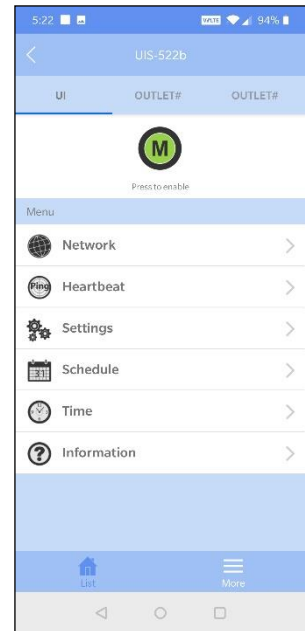 5:22 VoLTE 94%
UIS-522b
UI OUTLET# OUTLET#
M
Press to enable
Menu
Network
Ping Heartbeat
Settings
31 Schedule
Time
? Information
List More